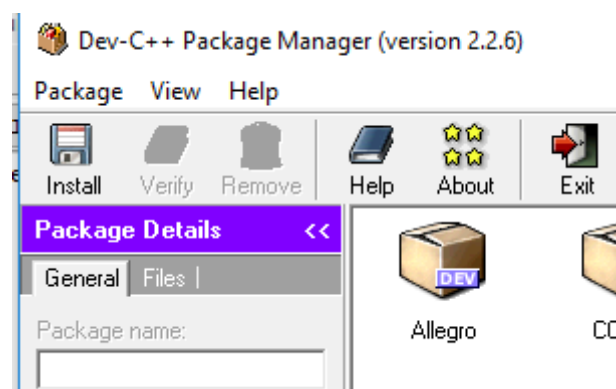 Dev-C++ Package Manager (version 2.2.6)
Package View Help
Install Verify Remove Help About Exit
Package Details <<
General Files
DEV
Package name:
Allegro